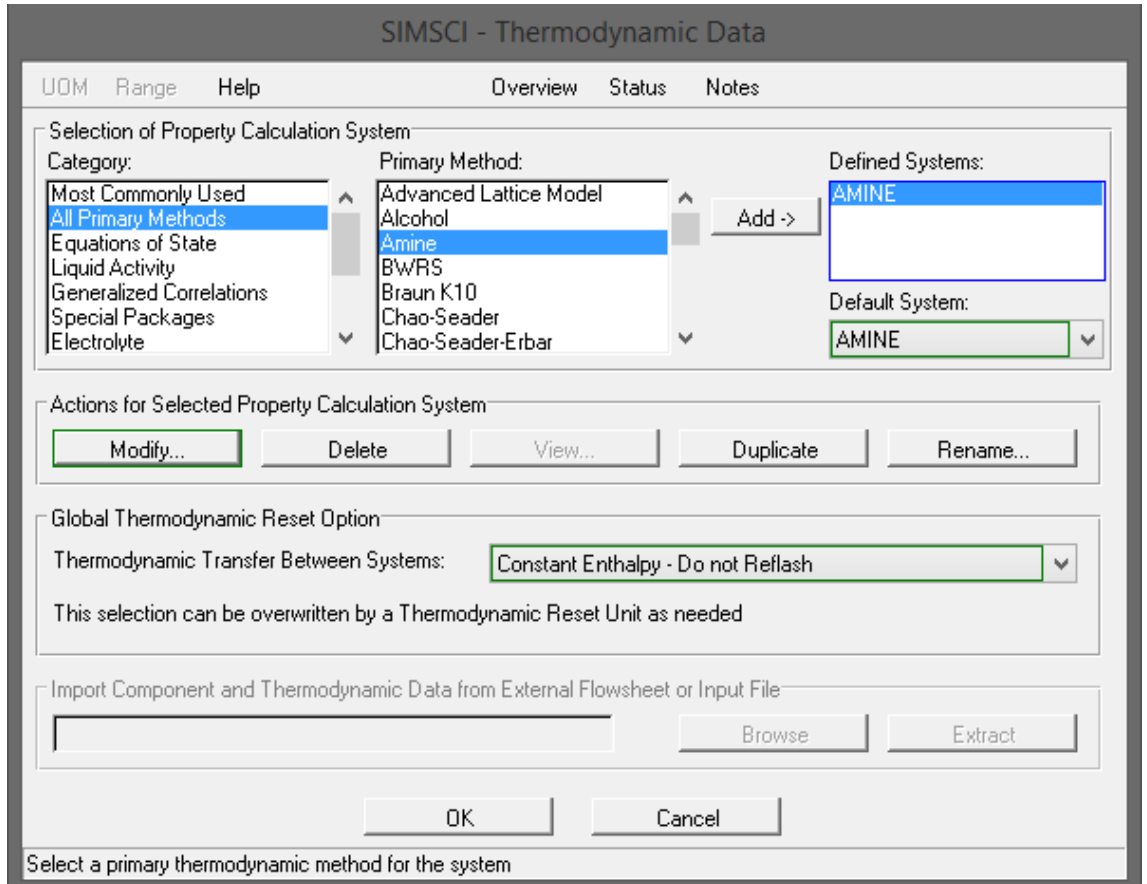 SIMSCI - Thermodynamic Data
UOM Range Help Overview Status Notes
Selection of Property Calculation System
Category:
Most Commonly Used
All Primary Methods
Equations of State
Liquid Activity
Generalized Correlations
Special Packages
Electrolyte
Primary Method:
Advanced Lattice Model
Alcohol
Amine
BWRS
Braun K10
Chao-Seader
Chao-Seader-Erbar
Add ->
Defined Systems:
AMINE
Default System:
AMINE
Actions for Selected Property Calculation System
Modify... Delete View... Duplicate Rename...
Global Thermodynamic Reset Option
Thermodynamic Transfer Between Systems: Constant Enthalpy - Do not Reflash
This selection can be overwritten by a Thermodynamic Reset Unit as needed
Import Component and Thermodynamic Data from External Flowsheet or Input File
Browse Extract
OK Cancel
Select a primary thermodynamic method for the system